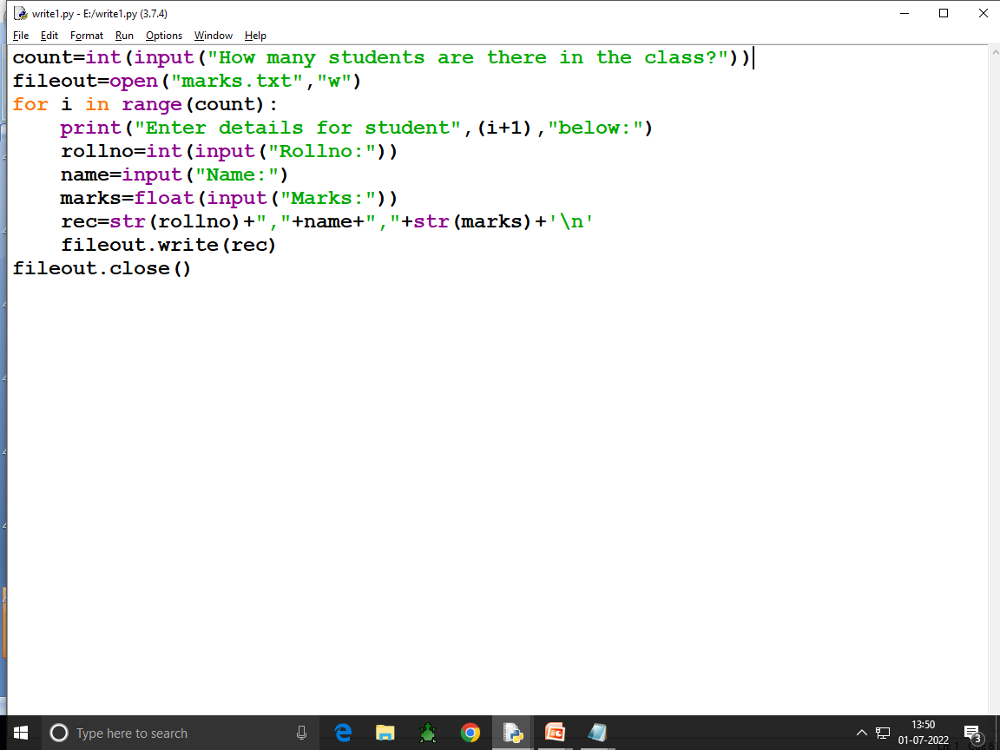 write1.py - E:/write1.py (3.7.4)
File Edit Format Run Options Window Help
count=int(input("How many students are there in the class?"))
fileout=open("marks.txt","w")
for i in range(count):
    print("Enter details for student",(i+1),"below:")
    rollno=int(input("Rollno:"))
    name=input("Name:")
    marks=float(input("Marks:"))
    rec=str(rollno)+","+name+","+str(marks)+'\n'
    fileout.write(rec)
fileout.close()
Type here to search
13:50
01-07-2022
3